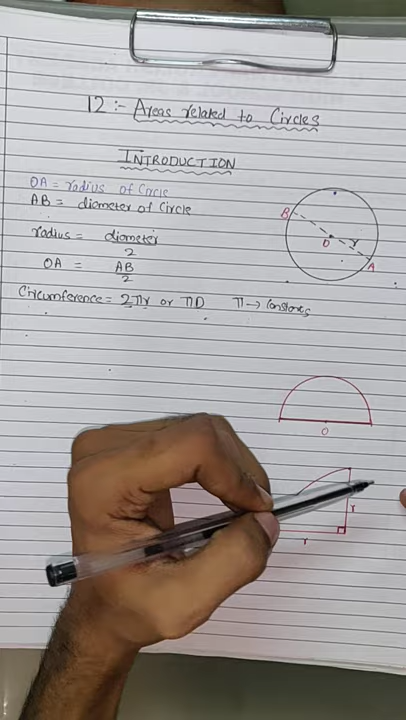 12:- Areas related to Circles
INTRODUCTION
OA = radius of Circle
AB = diameter of Circle
radius = diameter
2
OA = AB
2
Circumference = 2πr or πD π → Constants
B
O
r
A
O
r
r